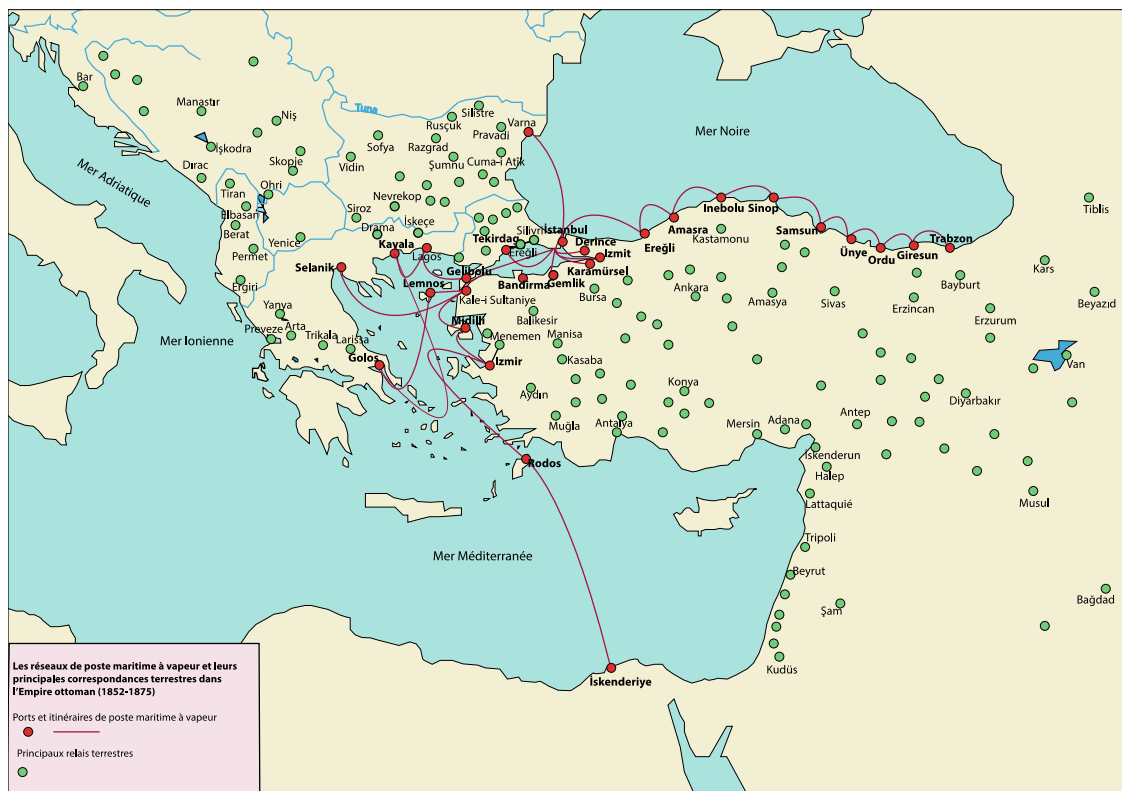 Bar
Manastır
Niş
Tuna
Silistre
Rusçuk
Varna
Pravadi
Razgrad
Sofya
Şumnu
Cuma-i Atik
Vidin
Işkodra
Skopje
Dıraç
Tiran
Ohri
Elbasan
Berat
Permet
Ergiri
Yenice
Siroz
Nevrekop
Drama
İskeçe
Kavala
Lagos
Selanik
Lemnos
Tekirdag
Ereğli
Silivri
İstanbul
Derince
Izmit
Karamürsel
Gelibolu
Bandırma
Gemlik
Bursa
Kale-i Sultaniye
Balıkesir
Midilli
Menemen
Manisa
Izmir
Kasaba
Aydın
Muğla
Antalya
Konya
Yanya
Preveze
Arta
Trikala
Larissa
Golos
Rodos
Ereğli
Amasra
Inebolu
Sinop
Kastamonu
Samsun
Ünye
Ordu
Giresun
Trabzon
Bayburt
Ankara
Amasya
Sivas
Erzincan
Erzurum
Tiblis
Kars
Beyazıd
Van
Diyarbakır
Antep
Adana
Mersin
İskenderun
Halep
Lattaquié
Tripoli
Beyrut
Şam
Kudüs
Musul
Bağdad
İskenderiye
Mer Adriatique
Mer Ionienne
Mer Noire
Mer Méditerranée
Les réseaux de poste maritime à vapeur et leurs
principales correspondances terrestres dans
l'Empire ottoman (1852-1875)
Ports et itinéraires de poste maritime à vapeur
Principaux relais terrestres